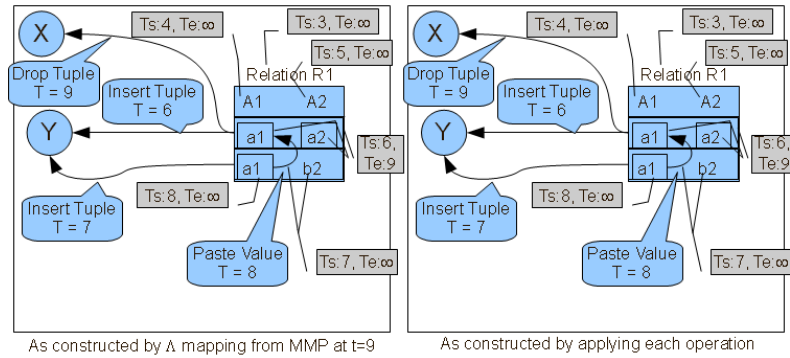 X
Ts:4, Te:∞
Ts:3, Te:∞
Ts:5, Te:∞
Drop Tuple
T = 9
Relation R1
Insert Tuple
T = 6
A1
A2
Y
a1
a2
Ts:6,
Te:9
a1
b2
Ts:8, Te:∞
Insert Tuple
T = 7
Paste Value
T = 8
Ts:7, Te:∞
As constructed by Λ mapping from MMP at t=9
X
Ts:4, Te:∞
Ts:3, Te:∞
Ts:5, Te:∞
Drop Tuple
T = 9
Relation R1
Insert Tuple
T = 6
A1
A2
Y
a1
a2
Ts:6,
Te:9
a1
b2
Ts:8, Te:∞
Insert Tuple
T = 7
Paste Value
T = 8
Ts:7, Te:∞
As constructed by applying each operation